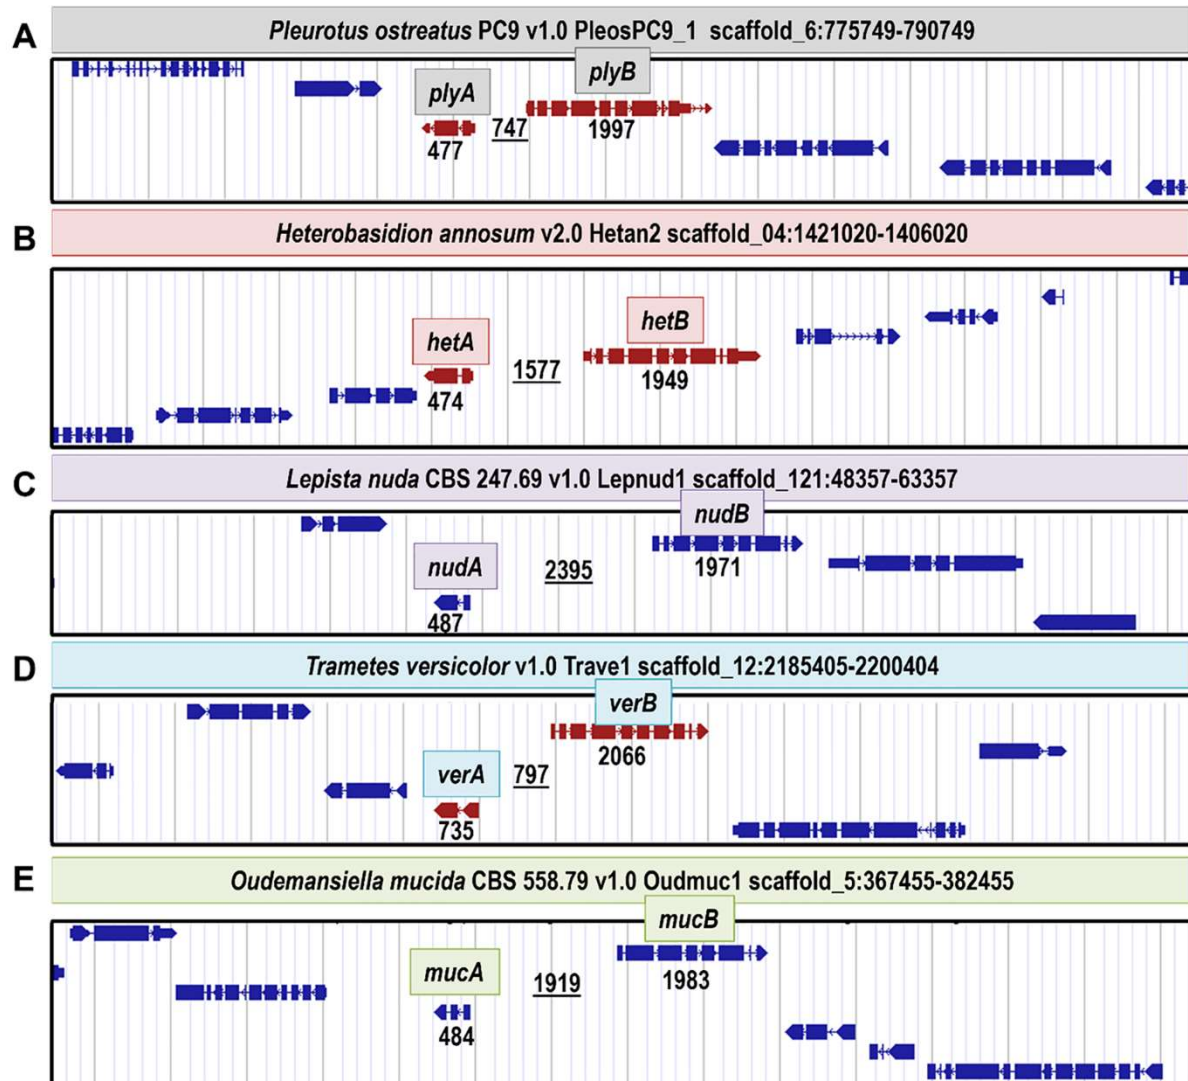 A
Pleurotus ostreatus PC9 v1.0 PleosPC9_1 scaffold_6:775749-790749
plyB
plyA
747
1997
477
B
Heterobasidion annosum v2.0 Hetan2 scaffold_04:1421020-1406020
hetB
hetA
1577
1949
474
C
Lepista nuda CBS 247.69 v1.0 Lepnud1 scaffold_121:48357-63357
nudB
nudA
2395
1971
487
D
Trametes versicolor v1.0 Trave1 scaffold_12:2185405-2200404
verB
2066
verA
797
735
E
Oudemansiella mucida CBS 558.79 v1.0 Oudmuc1 scaffold_5:367455-382455
mucB
mucA
1919
1983
484